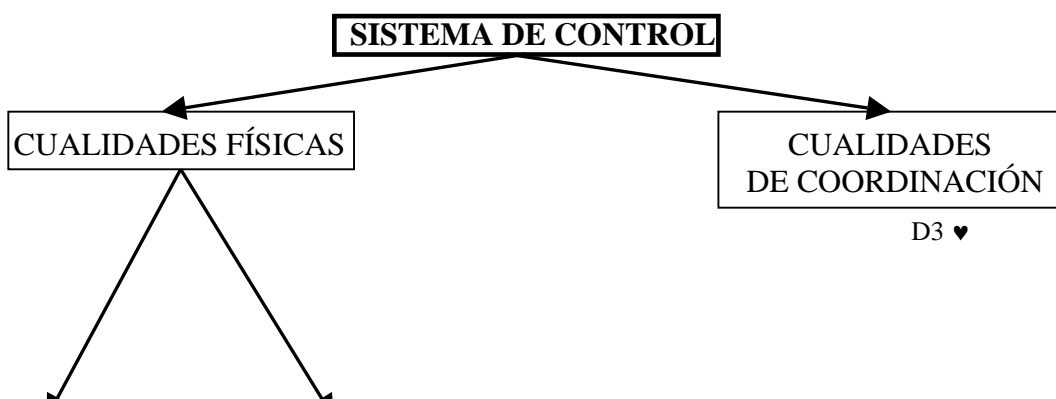 SISTEMA DE CONTROL
CUALIDADES FÍSICAS
CUALIDADES
DE COORDINACIÓN
D3 ♥